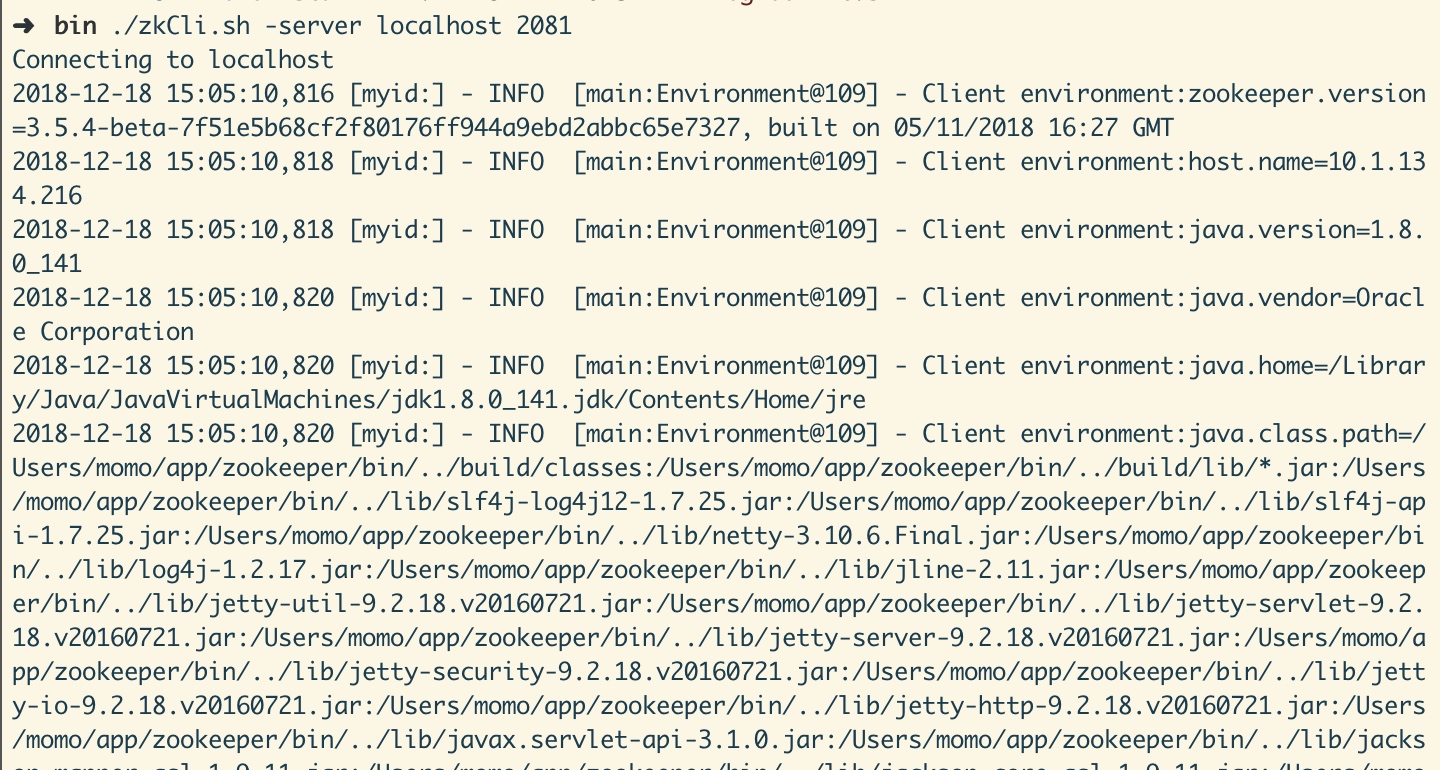 ➜  bin ./zkCli.sh -server localhost 2081
Connecting to localhost
2018-12-18 15:05:10,816 [myid:] - INFO  [main:Environment@109] - Client environment:zookeeper.version
=3.5.4-beta-7f51e5b68cf2f80176ff944a9ebd2abbc65e7327, built on 05/11/2018 16:27 GMT
2018-12-18 15:05:10,818 [myid:] - INFO  [main:Environment@109] - Client environment:host.name=10.1.13
4.216
2018-12-18 15:05:10,818 [myid:] - INFO  [main:Environment@109] - Client environment:java.version=1.8.
0_141
2018-12-18 15:05:10,820 [myid:] - INFO  [main:Environment@109] - Client environment:java.vendor=Oracl
e Corporation
2018-12-18 15:05:10,820 [myid:] - INFO  [main:Environment@109] - Client environment:java.home=/Librar
y/Java/JavaVirtualMachines/jdk1.8.0_141.jdk/Contents/Home/jre
2018-12-18 15:05:10,820 [myid:] - INFO  [main:Environment@109] - Client environment:java.class.path=/
Users/momo/app/zookeeper/bin/../build/classes:/Users/momo/app/zookeeper/bin/../build/lib/*.jar:/Users
/momo/app/zookeeper/bin/../lib/slf4j-log4j12-1.7.25.jar:/Users/momo/app/zookeeper/bin/../lib/slf4j-ap
i-1.7.25.jar:/Users/momo/app/zookeeper/bin/../lib/netty-3.10.6.Final.jar:/Users/momo/app/zookeeper/bi
n/../lib/log4j-1.2.17.jar:/Users/momo/app/zookeeper/bin/../lib/jline-2.11.jar:/Users/momo/app/zookeep
er/bin/../lib/jetty-util-9.2.18.v20160721.jar:/Users/momo/app/zookeeper/bin/../lib/jetty-servlet-9.2.
18.v20160721.jar:/Users/momo/app/zookeeper/bin/../lib/jetty-server-9.2.18.v20160721.jar:/Users/momo/a
pp/zookeeper/bin/../lib/jetty-security-9.2.18.v20160721.jar:/Users/momo/app/zookeeper/bin/../lib/jett
y-io-9.2.18.v20160721.jar:/Users/momo/app/zookeeper/bin/../lib/jetty-http-9.2.18.v20160721.jar:/Users
/momo/app/zookeeper/bin/../lib/javax.servlet-api-3.1.0.jar:/Users/momo/app/zookeeper/bin/../lib/jacks